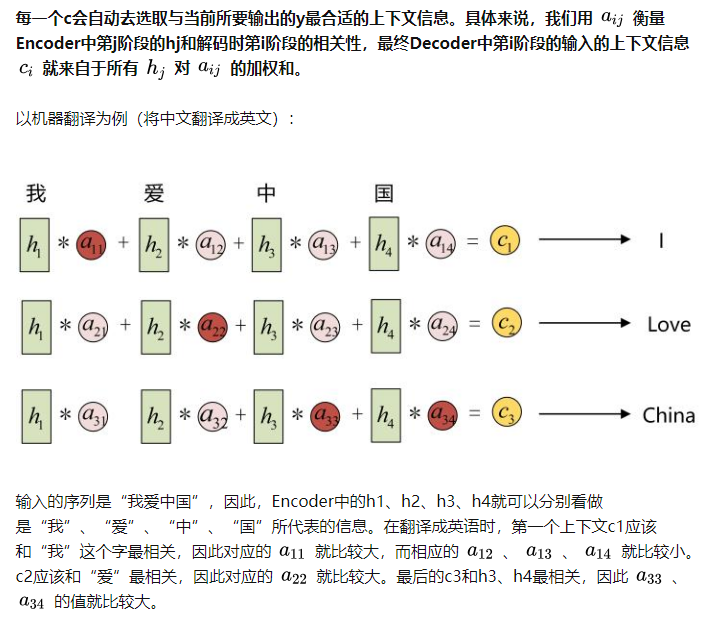 每一个c会自动去选取与当前所要输出的y最合适的上下文信息。具体来说，我们用 aij 衡量
Encoder中第j阶段的hj和解码时第i阶段的相关性，最终Decoder中第i阶段的输入的上下文信息
ci 就来自于所有 hj 对 aij 的加权和。
以机器翻译为例（将中文翻译成英文）：
我 爱 中 国
h1 * a11 + h2 * a12 + h3 * a13 + h4 * a14 = c1 I
h1 * a21 + h2 * a22 + h3 * a23 + h4 * a24 = c2 Love
h1 * a31 h2 * a32 + h3 * a33 + h4 * a34 = c3 China
输入的序列是“我爱中国”，因此，Encoder中的h1、h2、h3、h4就可以分别看做
是“我”、“爱”、“中”、“国”所代表的信息。在翻译成英语时，第一个上下文c1应该
和“我”这个字最相关，因此对应的 a11 就比较大，而相应的 a12 、 a13 、 a14 就比较小。
c2应该和“爱”最相关，因此对应的 a22 就比较大。最后的c3和h3、h4最相关，因此 a33 、
a34 的值就比较大。